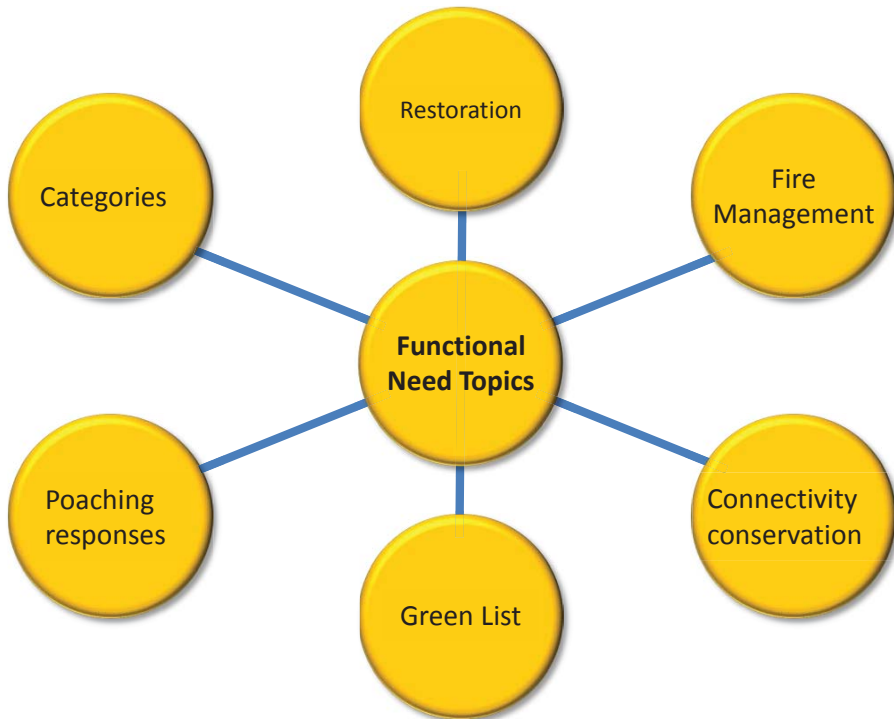 Restoration
Categories
Fire
Management
Functional
Need Topics
Poaching
responses
Connectivity
conservation
Green List